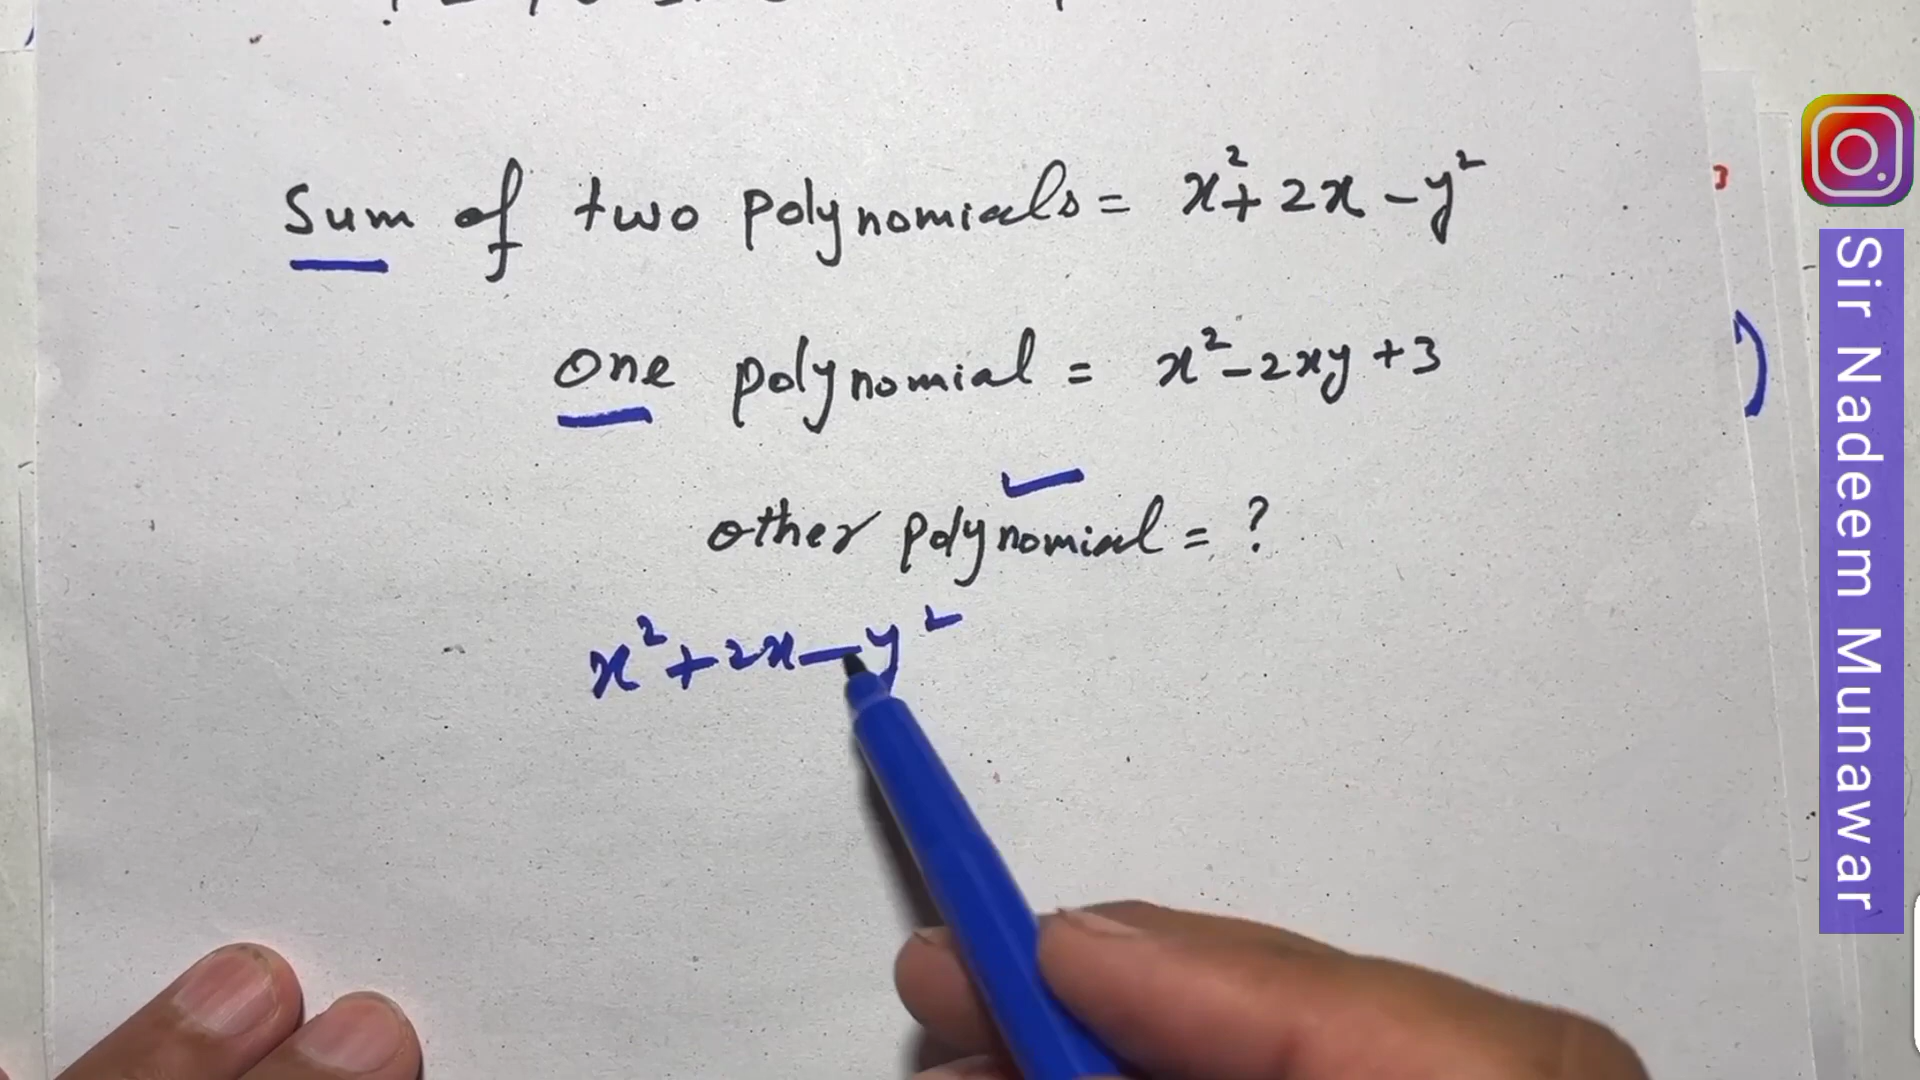 Sum of two polynomials = x² + 2x - y²
One polynomial = x² - 2xy + 3
other polynomial = ?
x² + 2x - y²
Sir Nadeem Munawar